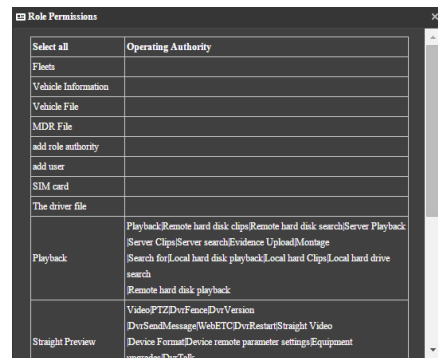 Role Permissions
Select all Operating Authority
Fleets
Vehicle Information
Vehicle File
MDR File
add role authority
add user
SIM card
The driver file
Playback|Remote hard disk clips|Remote hard disk search|Server Playback
|Server Clips|Server search|Evidence Upload|Montage
Playback |Search for|Local hard disk playback|Local hard Clips|Local hard drive
search
|Remote hard disk playback
Video|PTZ|DvrFence|DvrVersion
|DvrSendMessage|WebETC|DvrRestart|Straight Video
Straight Preview |Device Format|Device remote parameter settings|Equipment
upgrades|DvrTalk